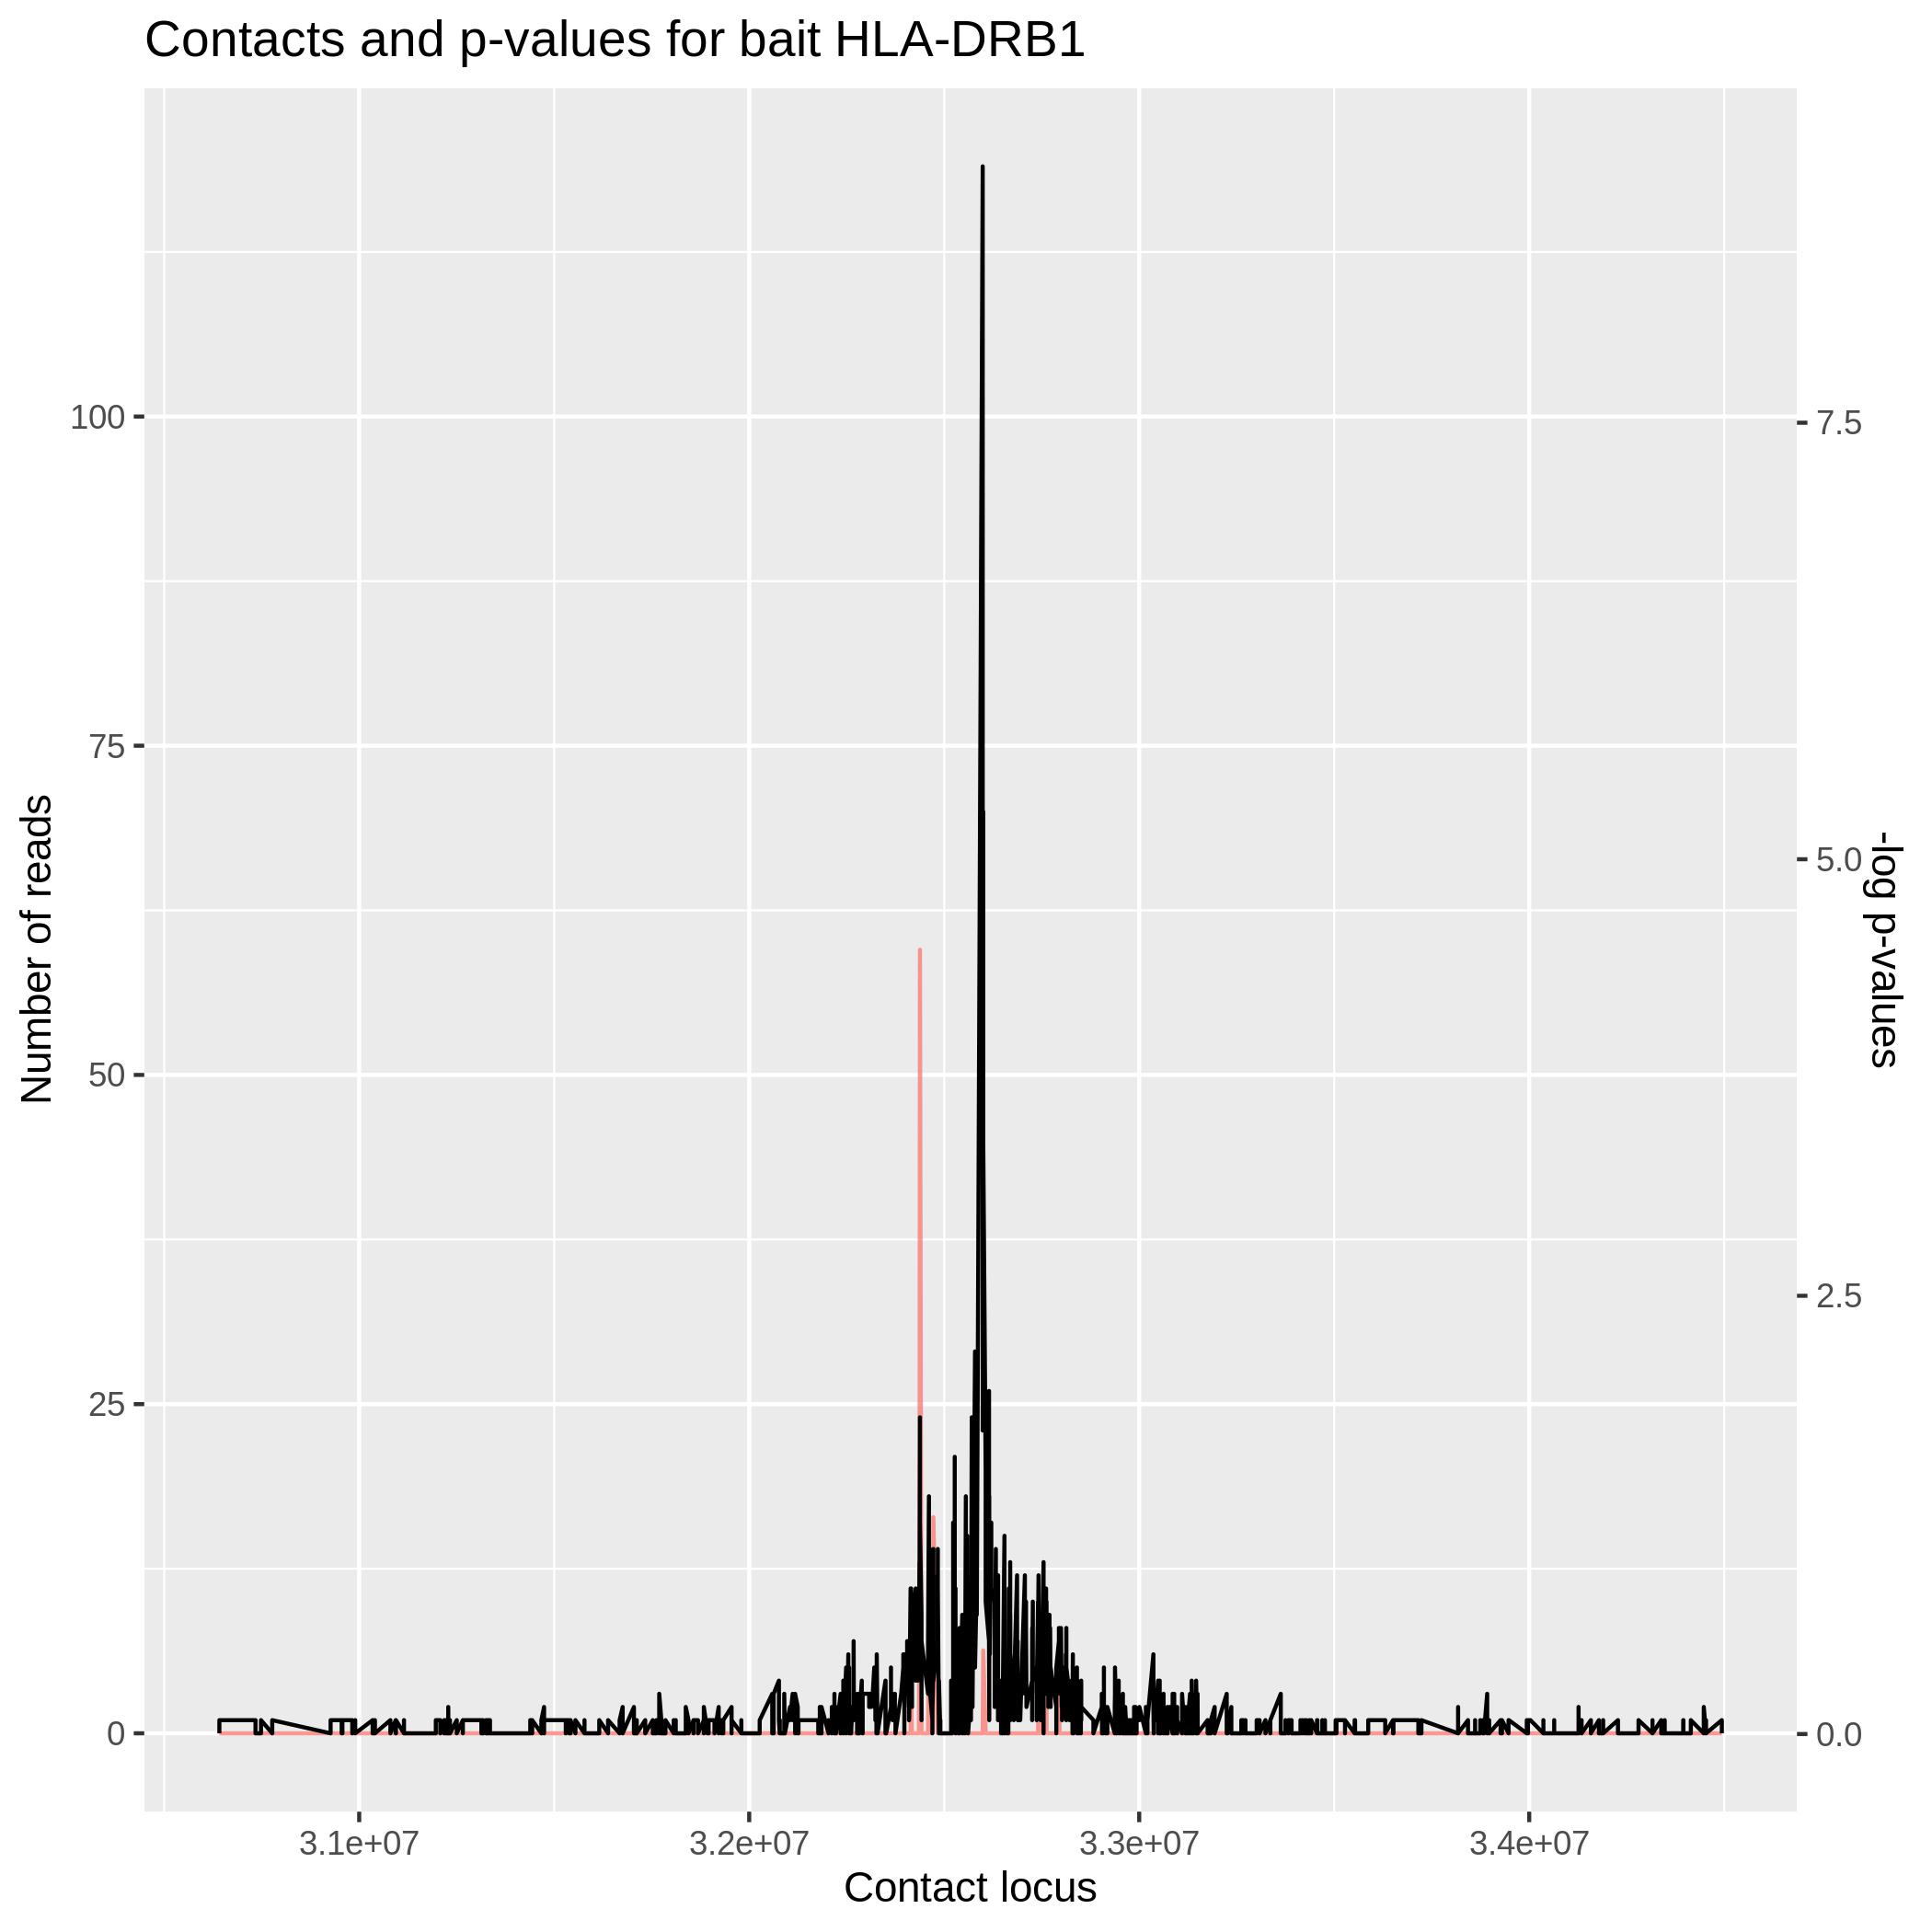 Contacts and p-values for bait HLA-DRB1
100
75
50
25
0
Number of reads
7.5
5.0
2.5
0.0
-log p-values
3.1e+07
3.2e+07
3.3e+07
3.4e+07
Contact locus